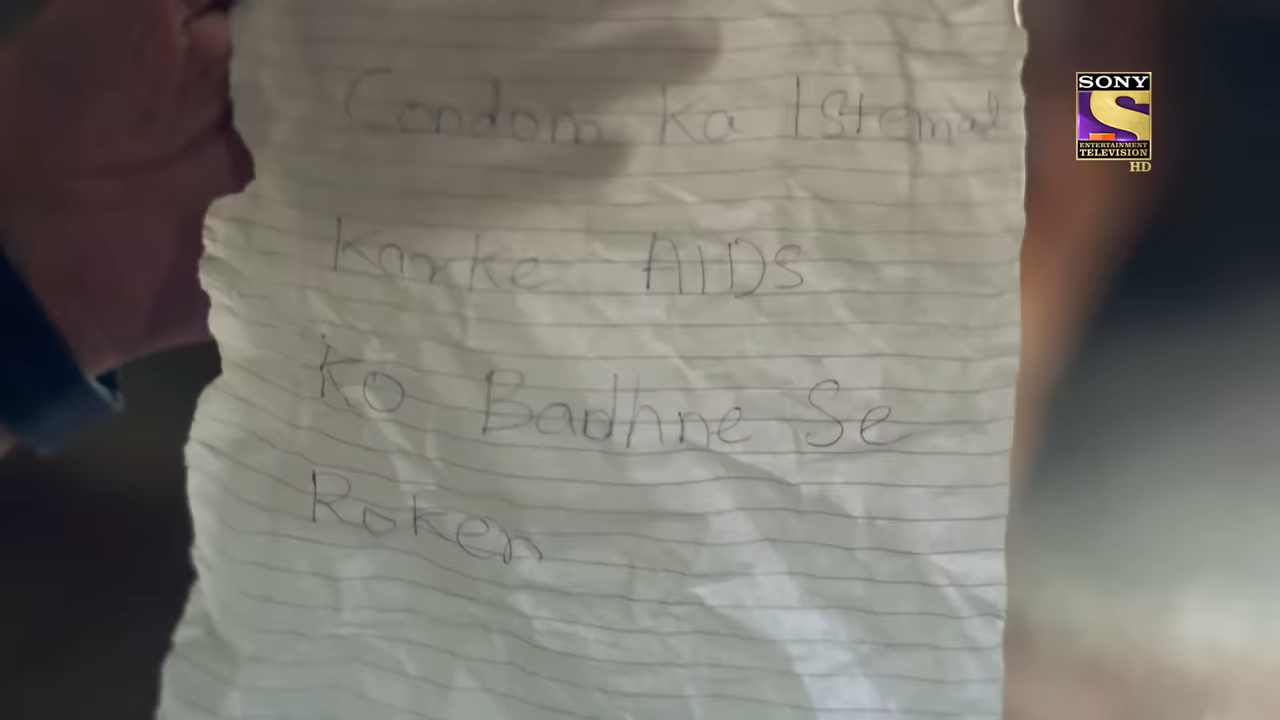 Condom ka Istemal
karke AIDS
Ko Badhne Se
Roken
SONY
S
ENTERTAINMENT
TELEVISION
HD